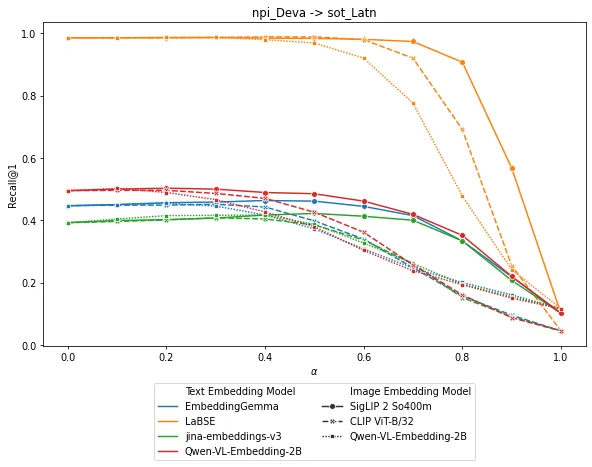 npi_Deva -> sot_Latn
Recall@1
1.0
0.8
0.6
0.4
0.2
0.0
0.0 0.2 0.4 0.6 0.8 1.0
α
Text Embedding Model
EmbeddingGemma
LaBSE
jina-embeddings-v3
Qwen-VL-Embedding-2B
Image Embedding Model
SigLIP 2 So400m
CLIP ViT-B/32
Qwen-VL-Embedding-2B